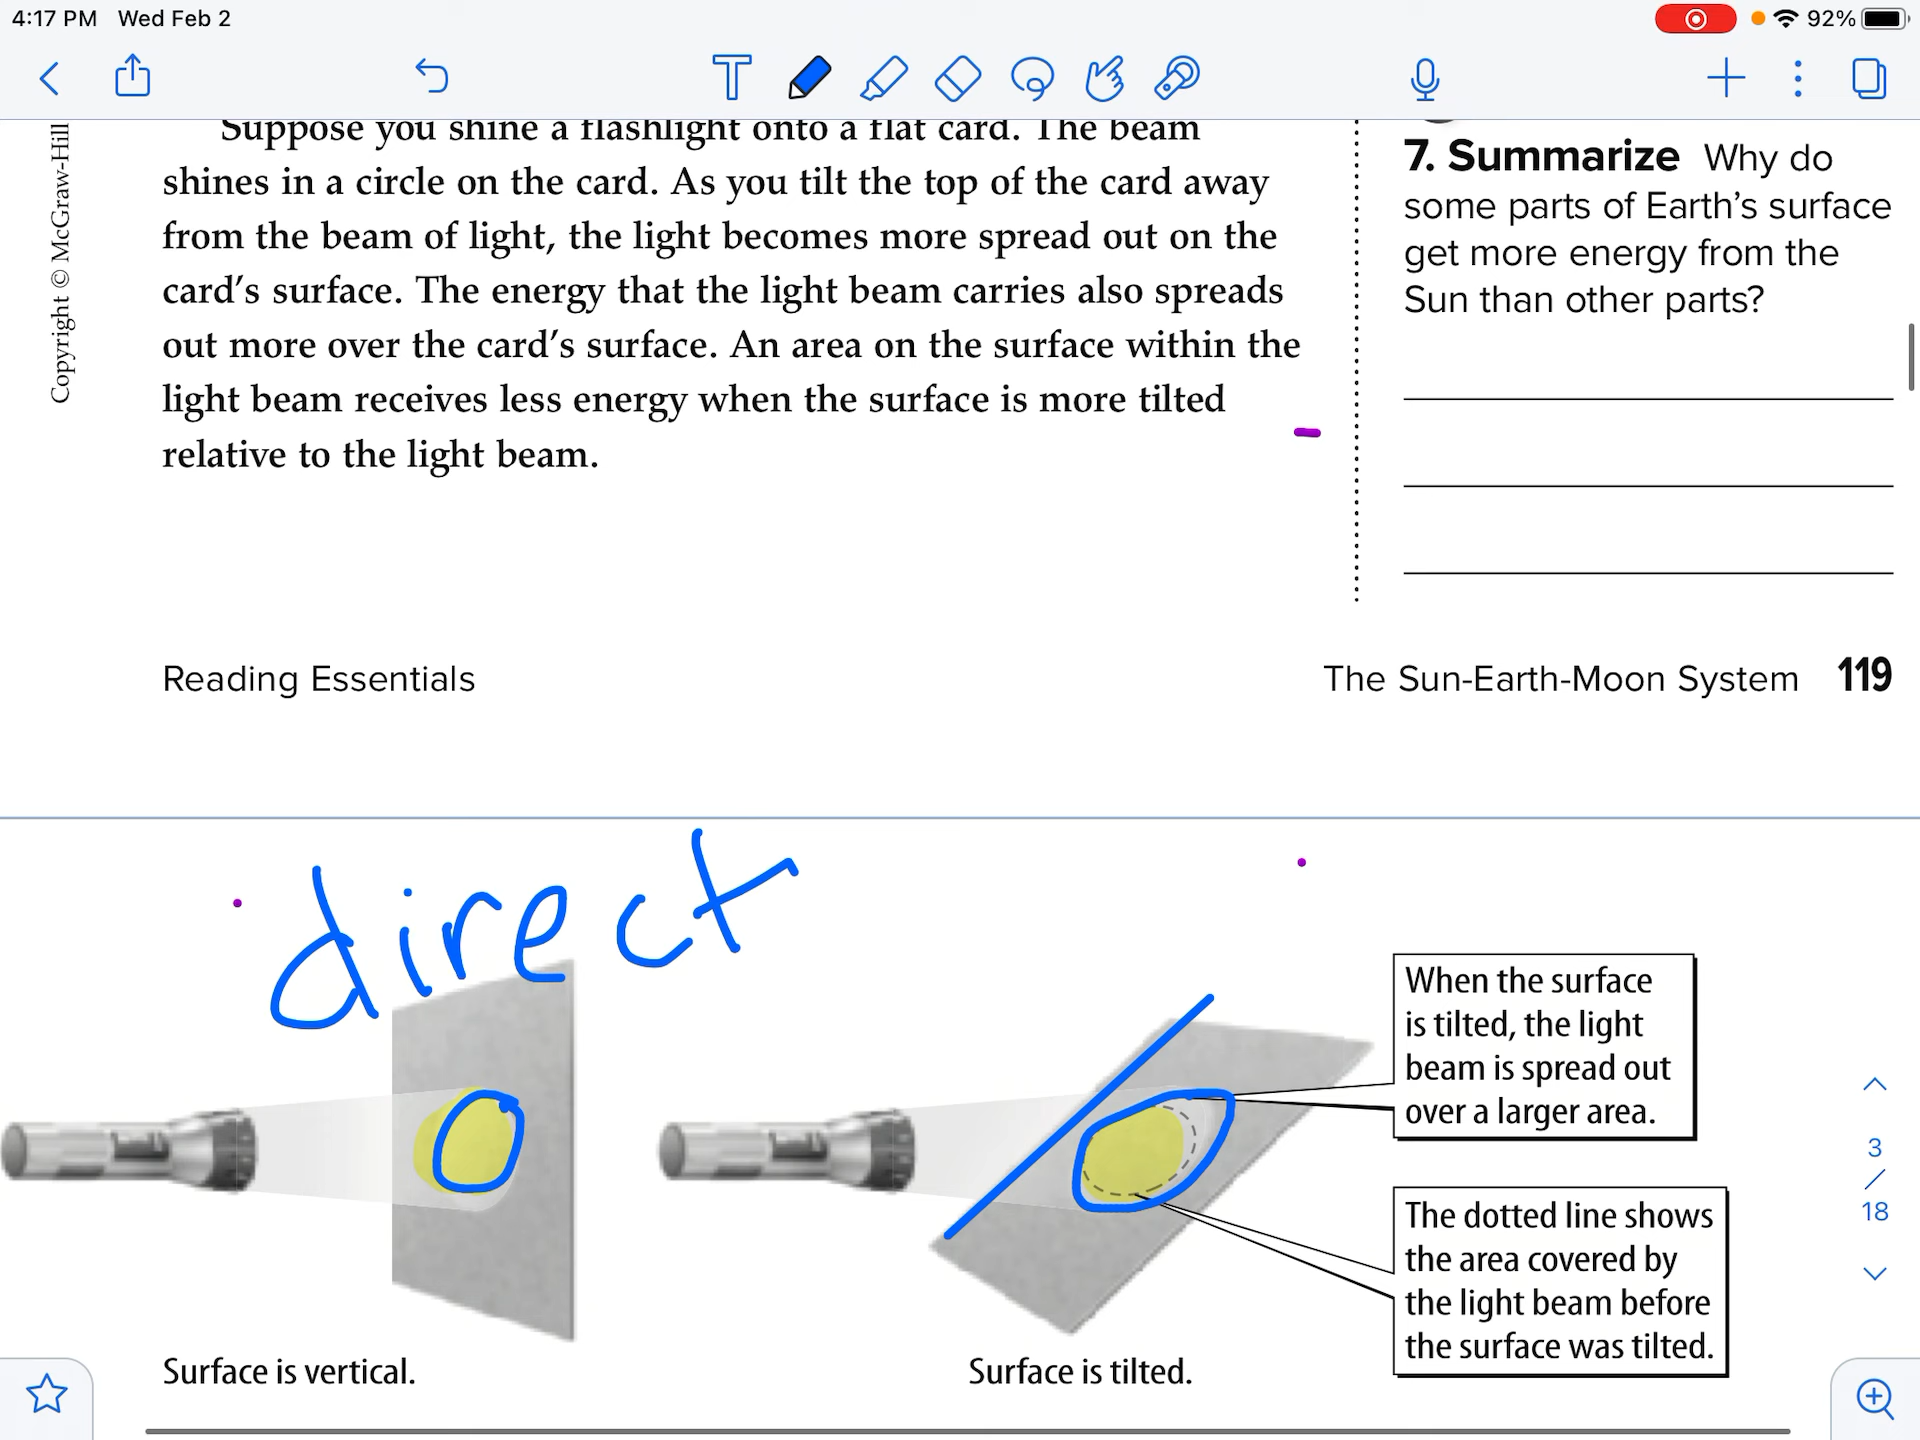 4:17 PM Wed Feb 2
92%
Copyright © McGraw-Hill
Suppose you shine a flashlight onto a flat card. The beam
shines in a circle on the card. As you tilt the top of the card away
from the beam of light, the light becomes more spread out on the
card's surface. The energy that the light beam carries also spreads
out more over the card's surface. An area on the surface within the
light beam receives less energy when the surface is more tilted
relative to the light beam.
7. Summarize Why do
some parts of Earth's surface
get more energy from the
Sun than other parts?
Reading Essentials
The Sun-Earth-Moon System 119
direct
When the surface
is tilted, the light
beam is spread out
over a larger area.
The dotted line shows
the area covered by
the light beam before
the surface was tilted.
Surface is vertical.
Surface is tilted.
3
/
18